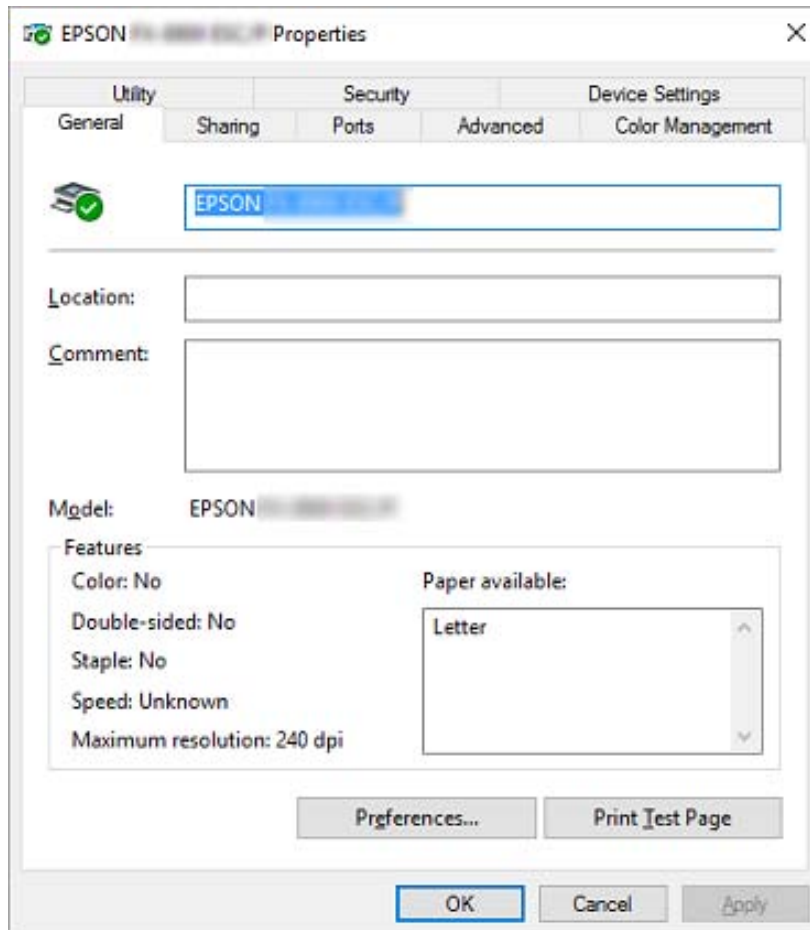 EPSON Properties
Utility Security Device Settings
General Sharing Ports Advanced Color Management
EPSON
Location:
Comment:
Model: EPSON
Features
Color: No Paper available:
Double-sided: No Letter
Staple: No
Speed: Unknown
Maximum resolution: 240 dpi
Preferences... Print Test Page
OK Cancel Apply